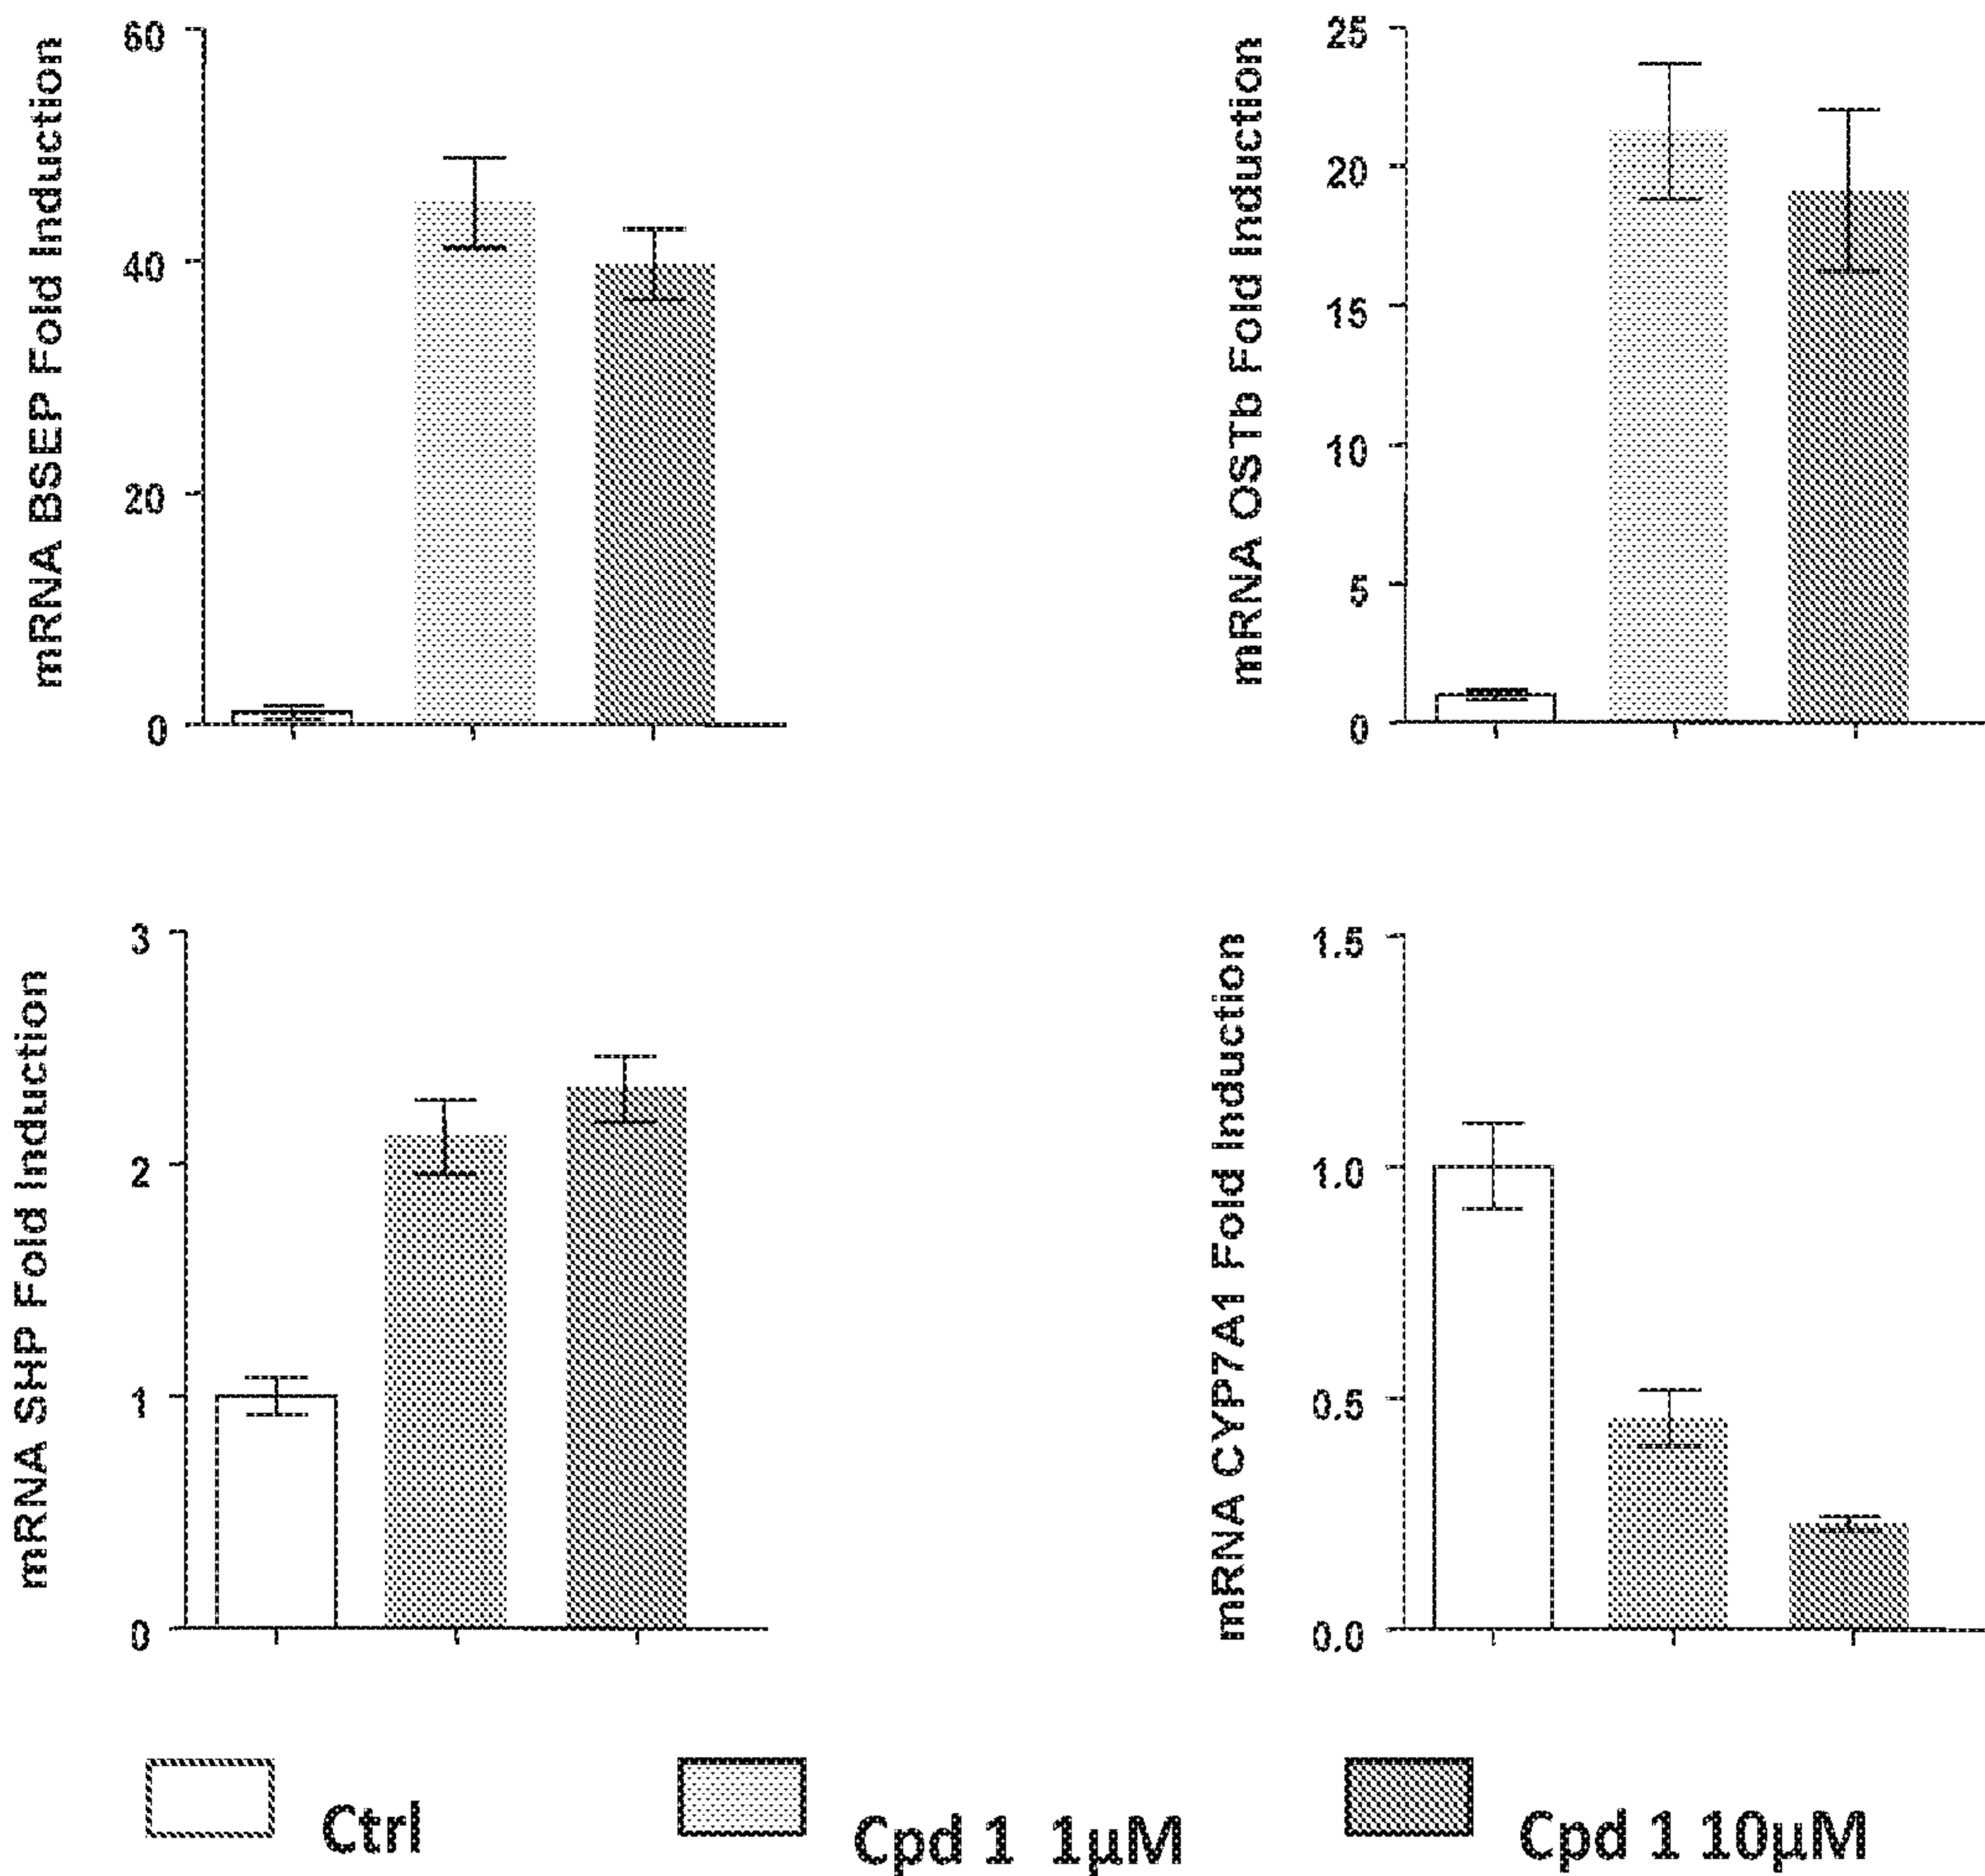 mRNA BSEP Fold Induction
60
40
20
0
mRNA OSTb Fold Induction
25
20
15
10
5
0
mRNA SHP Fold Induction
3
2
1
0
mRNA CYP7A1 Fold Induction
1.5
1.0
0.5
0.0
Ctrl
Cpd 1 1µM
Cpd 1 10µM